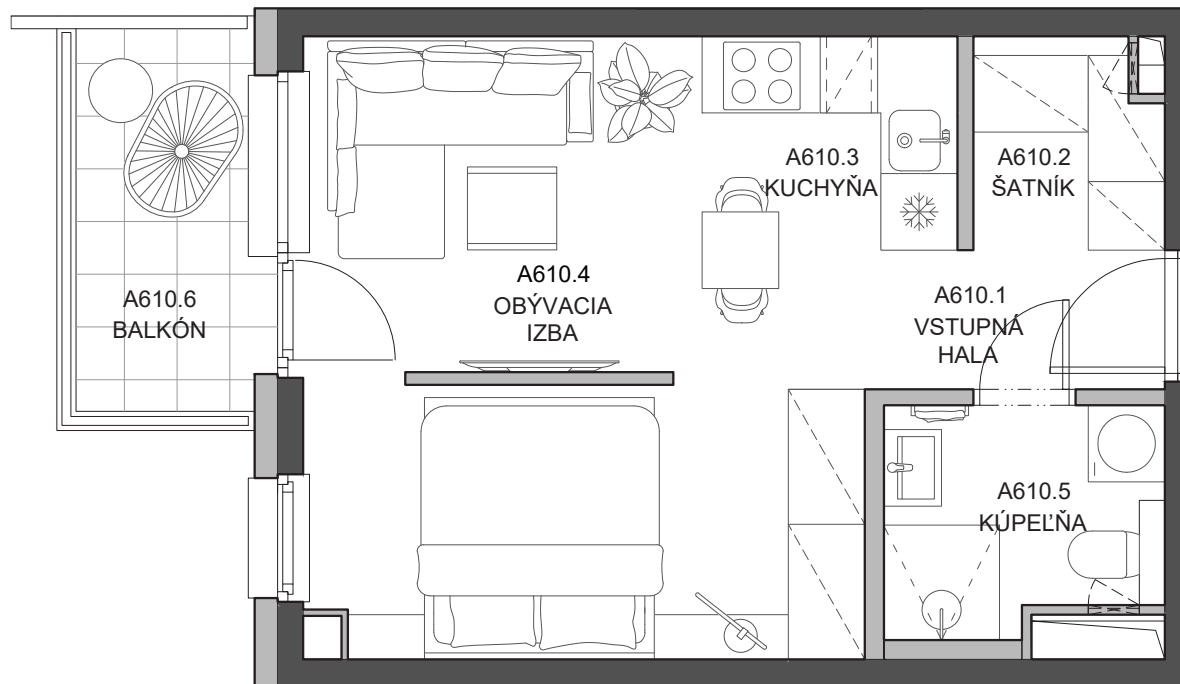 A610.3
KUCHYŇA
A610.2
ŠATNÍK
A610.4
OBÝVACIA
IZBA
A610.6
BALKÓN
A610.1
VSTUPNÁ
HALA
A610.5
KÚPEĽŇA